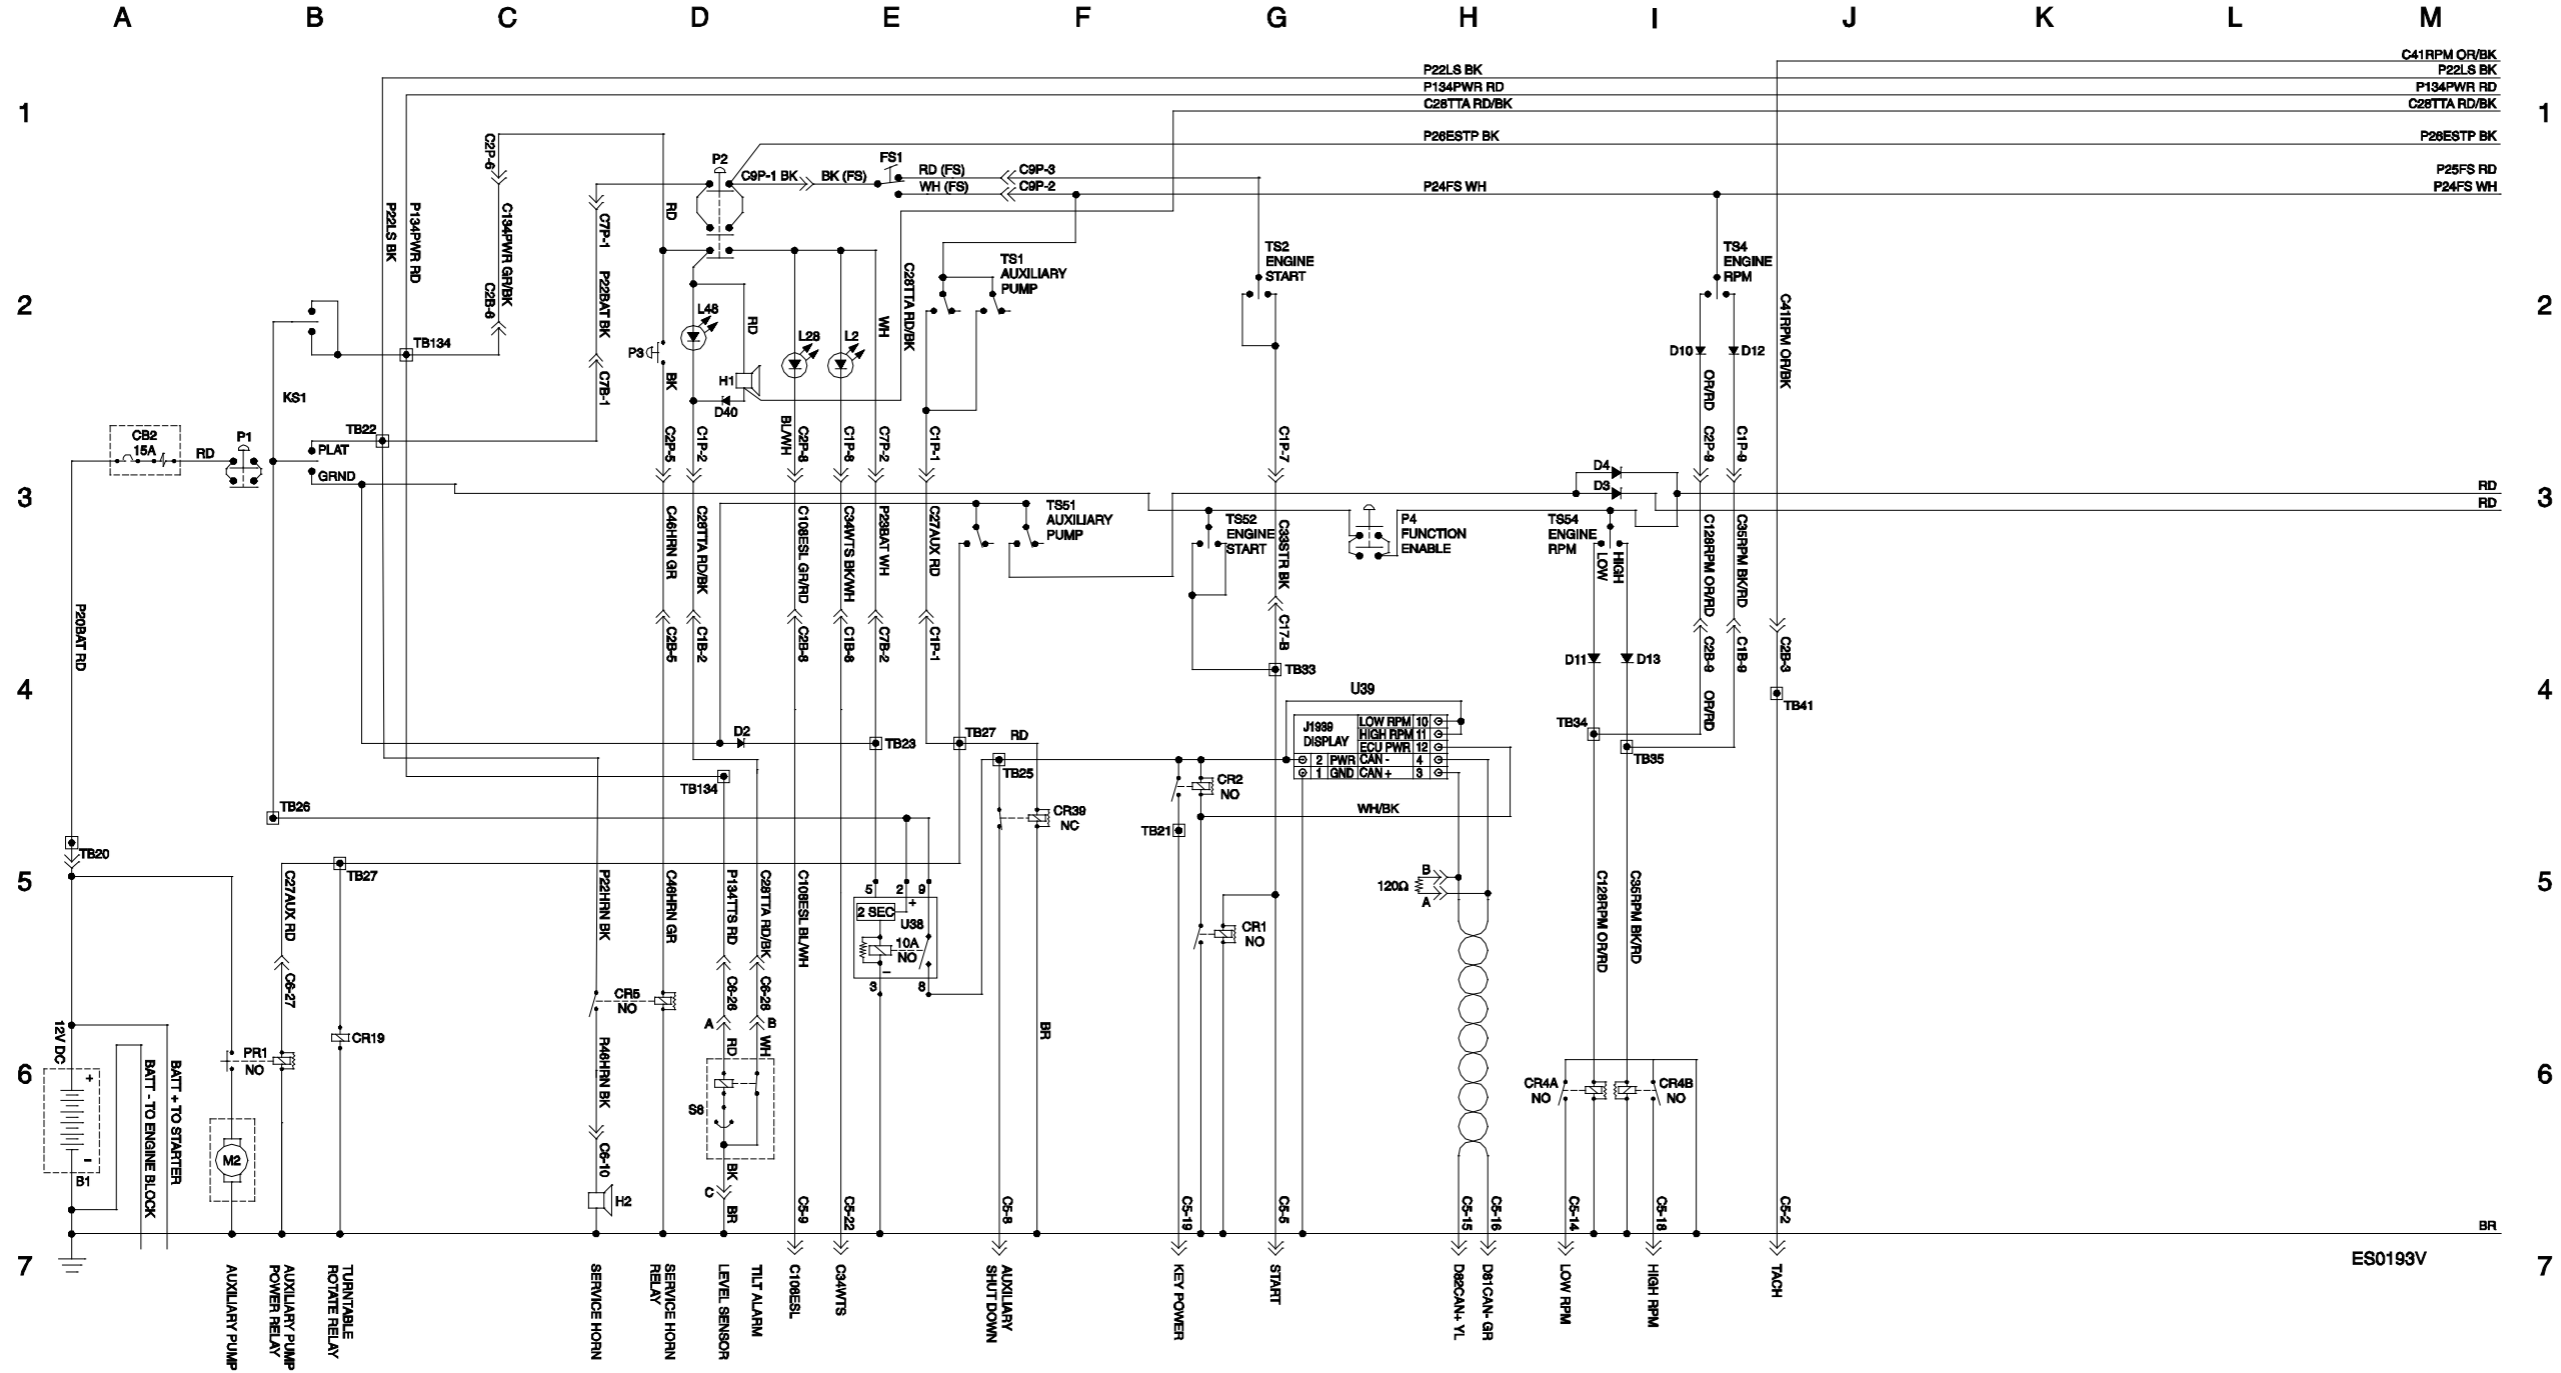 A B C D E F G H I J K L M
C41RPM OR/BK
P22LS BK P22LS BK
P134PWR RD P134PWR RD
1 C28TTA RD/BK C28TTA RD/BK 1
P26ESTP BK P26ESTP BK
C2P-6
P2
FS1
C9P-1 BK BK (FS) RD (FS) C9P-3 P25FS RD
WH (FS) C9P-2 P24FS WH P24FS WH
P22LS BK
P134PWR RD
C134PWR GR/BK
C2B-6
C7P-1
P22BAT BK
C7B-1
RD
TS1
AUXILIARY
PUMP
TS2
ENGINE
START
TS4
ENGINE
RPM
2 2
L48
RD
L28
L2
WH
C28TTA RD/BK
C41RPM OR/BK
TB134
P3
BK
H1
D40
D10
D12
OR/RD
KS1
CB2
15A
RD
P1
TB22
PLAT
GRND
BL/WH
C2P-5
C1P-2
C2P-8
C1P-8
C7P-2
C1P-1
C1P-7
C2P-9
C1P-9
D4
D3
3 RD 3
RD
C46HRN GR
C28TTA RD/BK
C108ESL GR/RD
C34WTS BK/WH
P23BAT WH
C27AUX RD
TS51
AUXILIARY
PUMP
TS52
ENGINE
START
C33STR BK
P4
FUNCTION
ENABLE
TS54
ENGINE
RPM
LOW
HIGH
C128RPM OR/RD
C35RPM BK/RD
P20BAT RD
C2B-5
C1B-2
C2B-8
C1B-8
C7B-2
C1P-1
C17-B
C2B-9
C1B-9
C2B-3
TB33
D11
D13
4 4
U39
OR/RD
TB41
J1939
DISPLAY
LOW RPM 10
HIGH RPM 11
ECU PWR 12
2 PWR CAN - 4
1 GND CAN + 3
TB34
TB35
D2
TB23
TB27
RD
TB134
TB25
CR2
NO
TB26
CR39
NC
TB21
WH/BK
TB20
TB27
5 5
C27AUX RD
P22HRN BK
C46HRN GR
P134TTS RD
C28TTA RD/BK
C108ESL BL/WH
5 2 9
2 SEC
+
U38
10A
NO
-
3 8
B
120Ω
A
CR1
NO
C128RPM OR/RD
C35RPM BK/RD
C6-27
CR5
NO
C6-26
C6-28
A B
12V DC
BATT - TO ENGINE BLOCK
BATT + TO STARTER
PR1
NO
CR19
R46HRN BK
RD
WH
BR
6 6
+
-
B1
M2
S8
CR4A
NO
CR4B
NO
C6-10
H2
BK
C
BR
C5-9
C5-22
C5-8
C5-19
C5-5
C5-15
C5-16
C5-14
C5-18
C5-2
BR
7 ES0193V 7
AUXILIARY PUMP
AUXILIARY PUMP
POWER RELAY
TURNTABLE
ROTATE RELAY
SERVICE HORN
SERVICE HORN
RELAY
LEVEL SENSOR
TILT ALARM
C108ESL
C34WTS
AUXILIARY
SHUT DOWN
KEY POWER
START
D82CAN+ YL
D81CAN- GR
LOW RPM
HIGH RPM
TACH